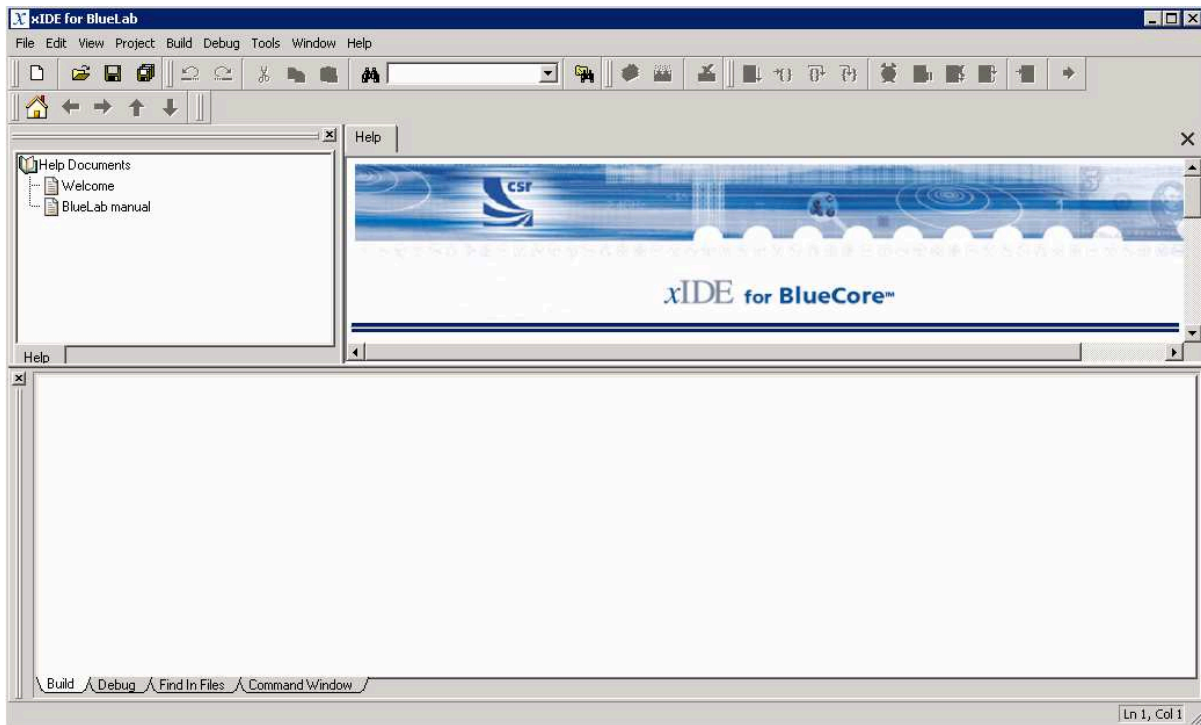 X xIDE for BlueLab
File Edit View Project Build Debug Tools Window Help
Help
Help Documents
Welcome
BlueLab manual
csr
xIDE for BlueCore™
Help
Build Debug Find In Files Command Window
Ln 1, Col 1